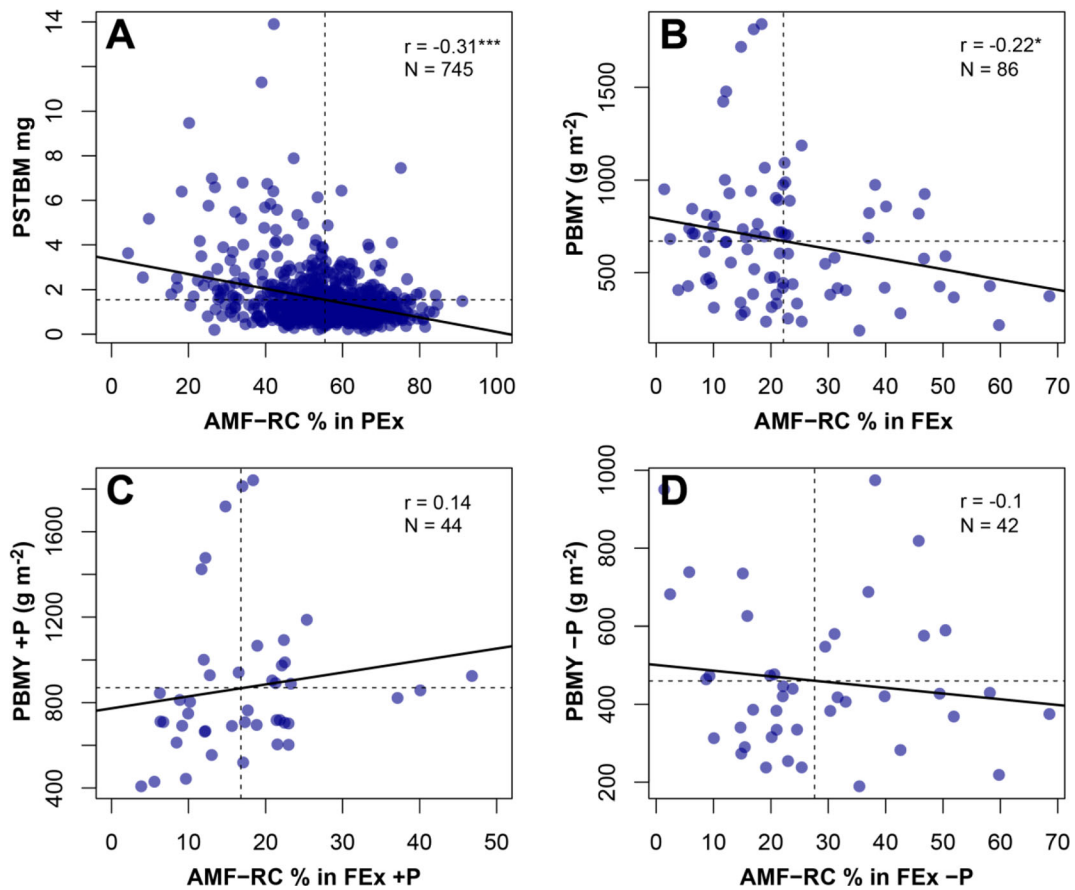 A
r = -0.31***
N = 745
PSTBM mg
14
12
10
8
6
4
2
0
0 20 40 60 80 100
AMF−RC % in PEx
B
r = -0.22*
N = 86
PBMY (g m-2)
1500
1000
500
0 10 20 30 40 50 60 70
AMF−RC % in FEx
C
r = 0.14
N = 44
PBMY +P (g m-2)
1600
1200
800
400
0 10 20 30 40 50
AMF−RC % in FEx +P
D
r = -0.1
N = 42
PBMY −P (g m-2)
1000
800
600
400
200
0 10 20 30 40 50 60 70
AMF−RC % in FEx −P